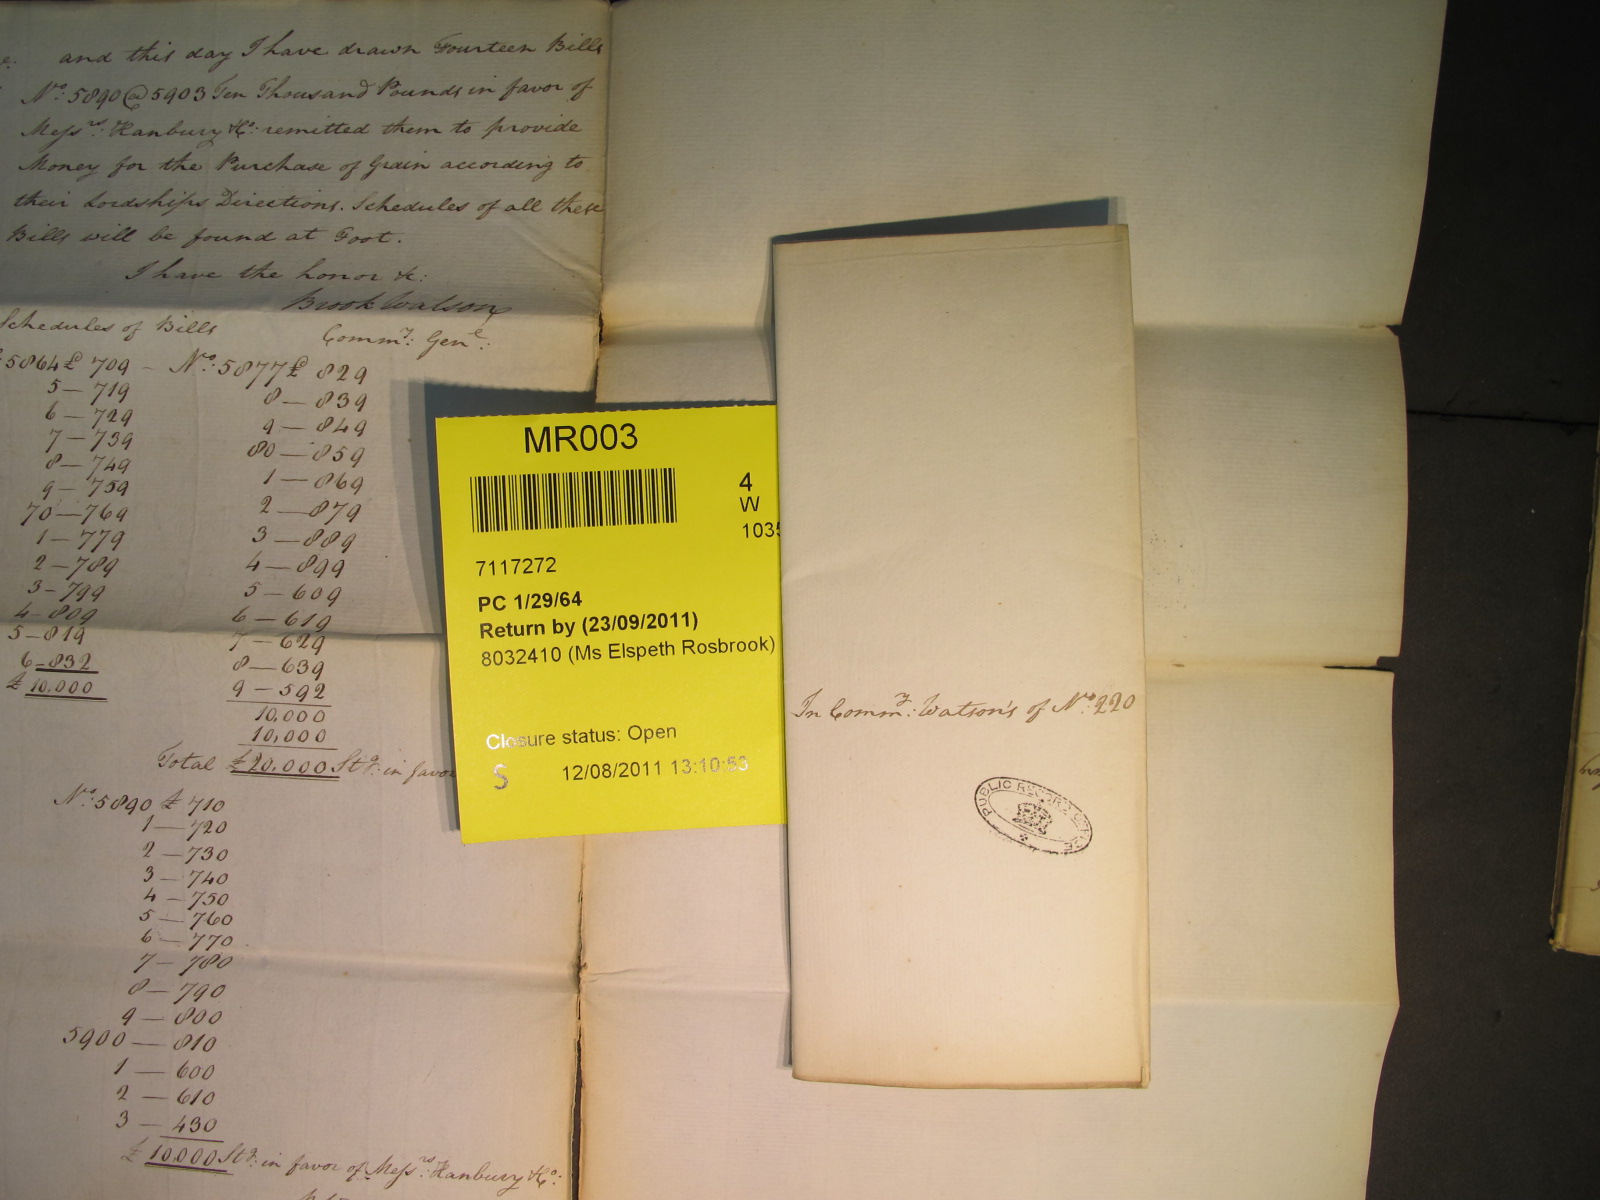 and this day I have drawn Fourteen Bills
No: 5890 @ 5903 Ten Thousand Pounds in favor of
Messrs: Hanbury & Co: remitted them to provide
Money for the Purchase of Grain according to
their Lordships Directions. Schedules of all these
Bills will be found at Foot.
I have the honor &c:
Brook Watson
Commy: Genl:
Schedules of Bills
5864 £ 709 - No: 5877 £ 829
5 — 719 8 — 839
6 — 729 9 — 849
7 — 739 80 — 859
8 — 749 1 — 869
9 — 759 2 — 879
70 — 769 3 — 889
1 — 779 4 — 899
2 — 789 5 — 609
3 — 799 6 — 619
4 — 809 7 — 629
5 — 819 8 — 639
6 — 832 9 — 592
£ 10.000 10,000
10,000
Total £20.000 Stg: in favor
No: 5890 £ 710
1 — 720
2 — 730
3 — 740
4 — 750
5 — 760
6 — 770
7 — 780
8 — 790
9 — 800
5900 — 810
1 — 600
2 — 610
3 — 430
£ 10.000 Stg: in favor of Messrs: Hanbury & Co:
MR003
4
W
1035
7117272
PC 1/29/64
Return by (23/09/2011)
8032410 (Ms Elspeth Rosbrook)
Closure status: Open
S 12/08/2011 13:10:53
In Commy: Watson's of No 220
PUBLIC RECORD OFFICE